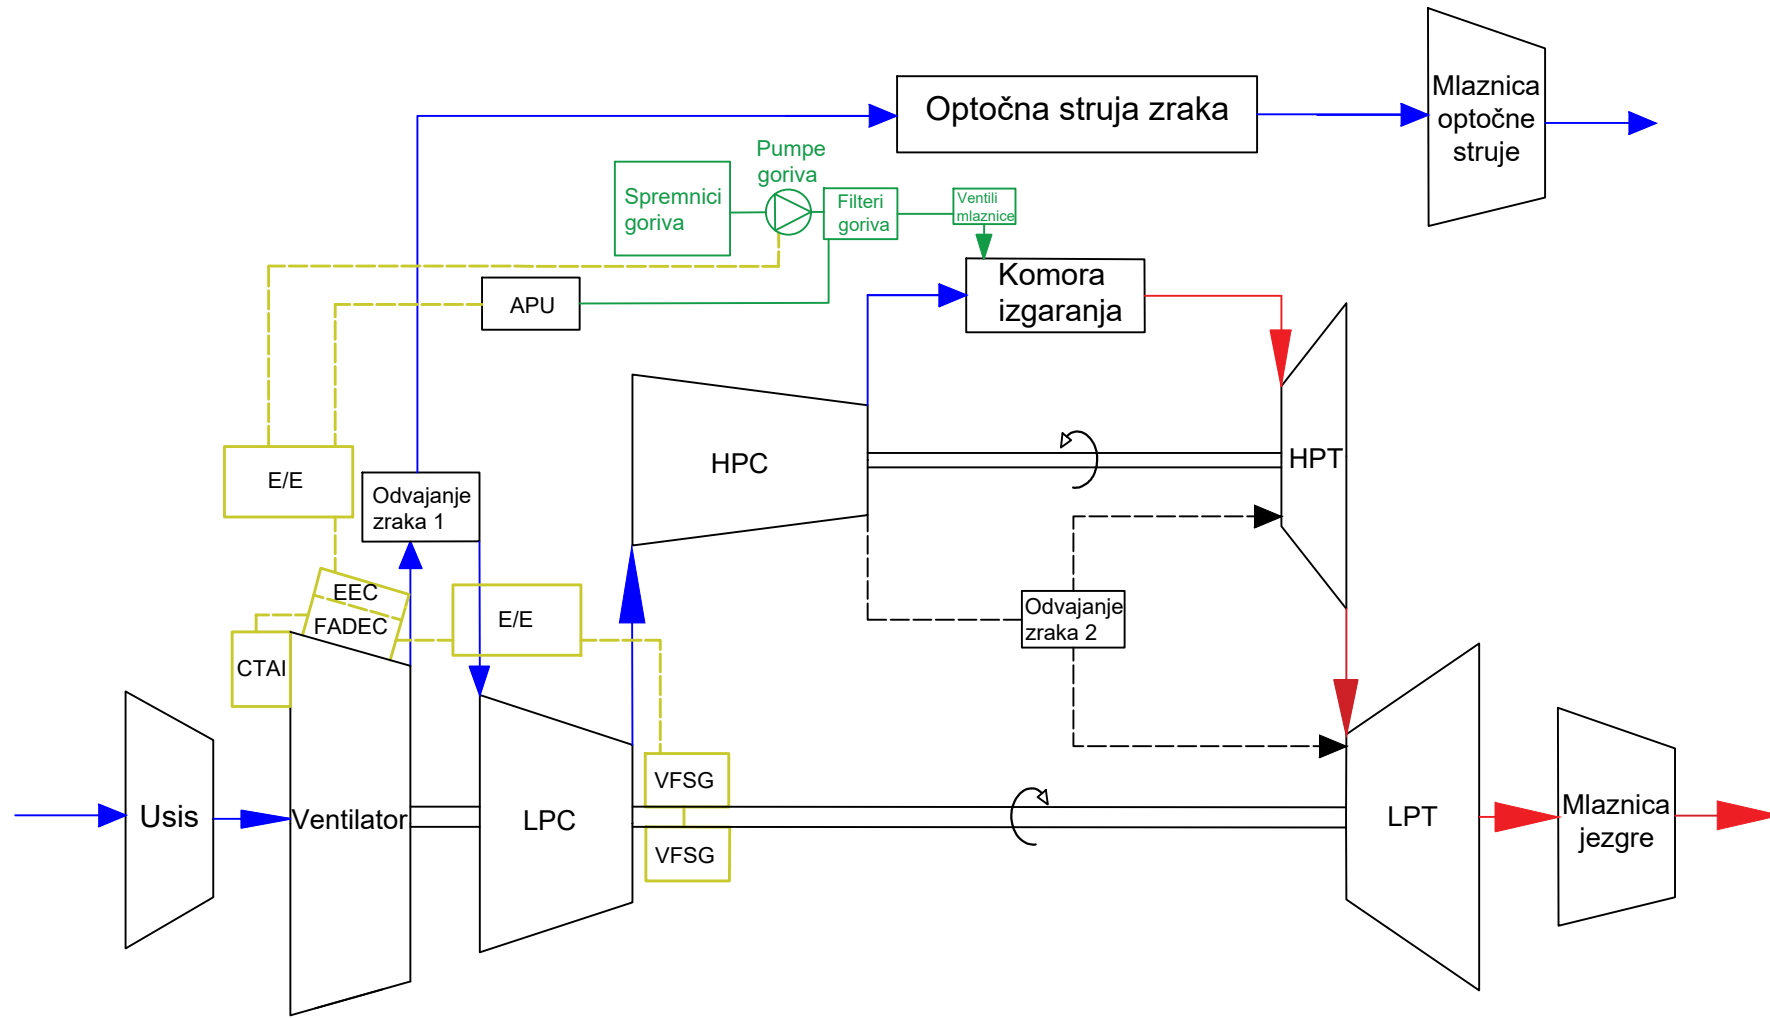 Mlaznica
optočne
struje
Optočna struja zraka
Pumpe
goriva
Spremnici
goriva
Filteri
goriva
Ventili
mlaznice
Komora
izgaranja
APU
HPC
HPT
E/E
Odvajanje
zraka 1
EEC
FADEC
E/E
Odvajanje
zraka 2
CTAI
VFSG
Usis
Ventilator
LPC
LPT
Mlaznica
jezgre
VFSG